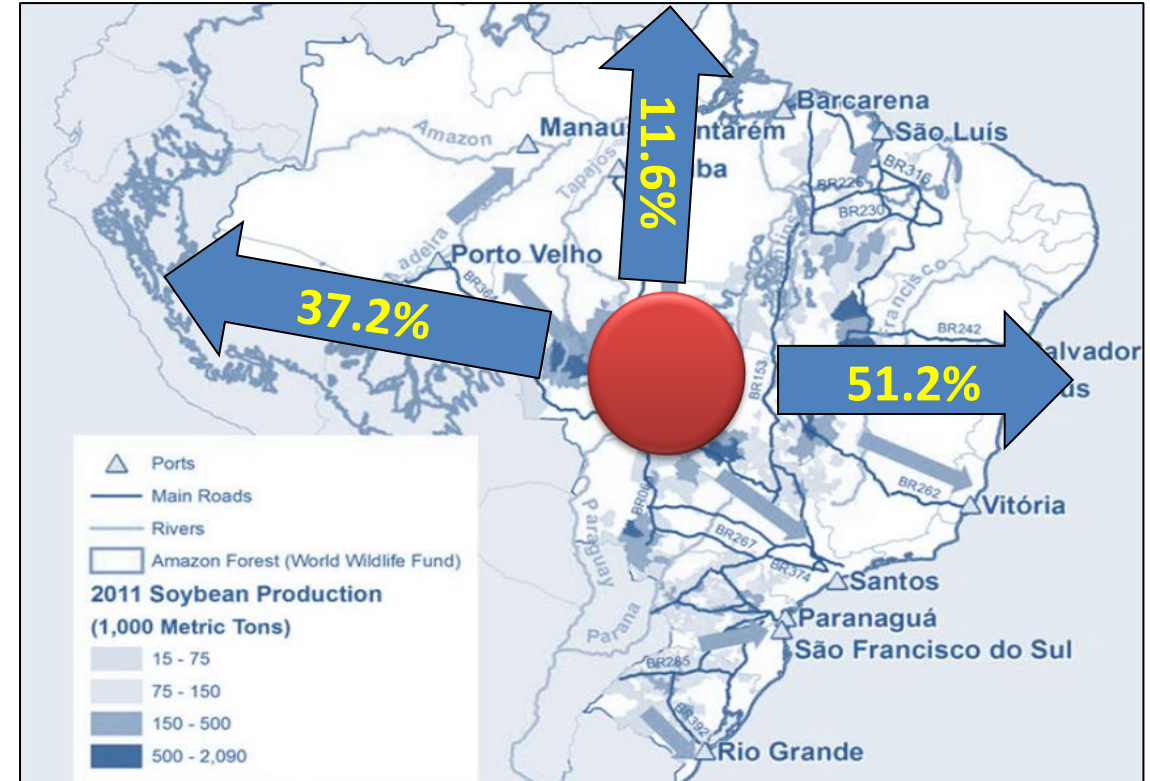 Barcarena
Amazon
Manaus
São Luís
11.6%
Tapajos
BR316
BR226
BR230
Porto Velho
BR364
37.2%
Francisco
BR242
BR153
51.2%
BR262
Vitória
Paraguay
BR267
BR374
Santos
Parana
Paranaguá
São Francisco do Sul
BR285
BR392
Rio Grande
Ports
Main Roads
Rivers
Amazon Forest (World Wildlife Fund)
2011 Soybean Production
(1,000 Metric Tons)
15 - 75
75 - 150
150 - 500
500 - 2,090